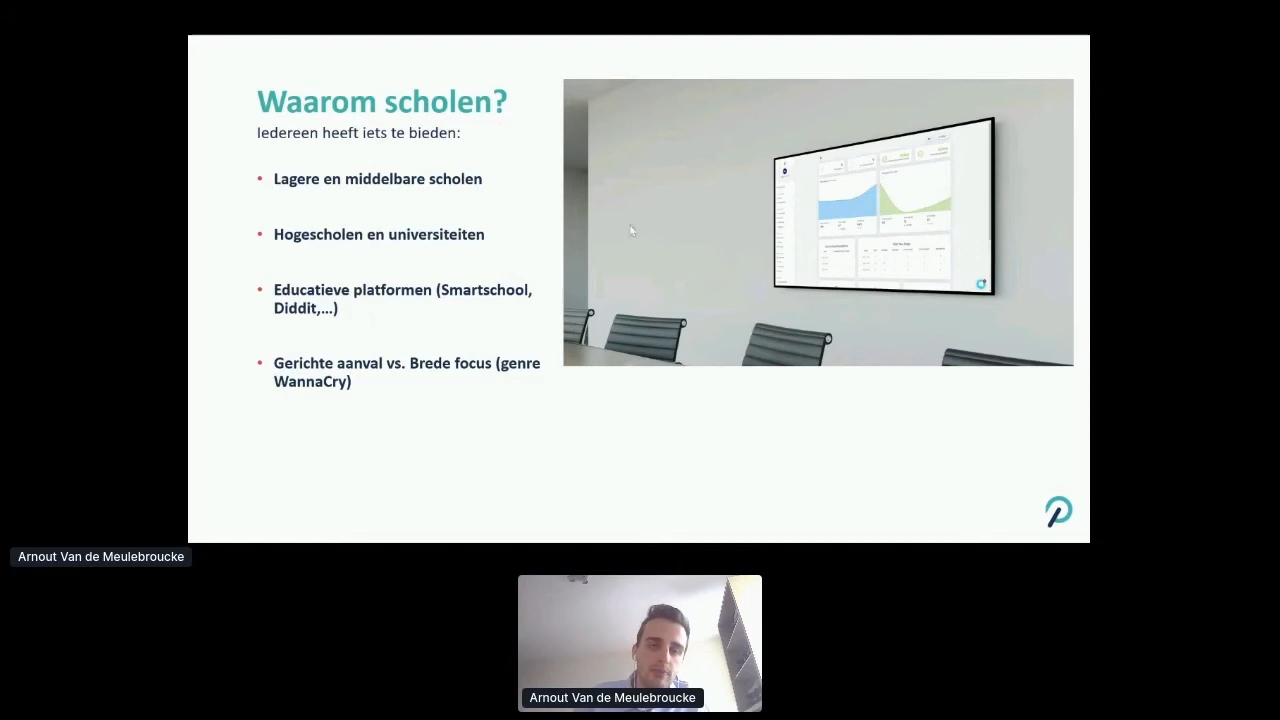 Waarom scholen?
Iedereen heeft iets te bieden:
• Lagere en middelbare scholen
• Hogescholen en universiteiten
• Educatieve platformen (Smartschool,
Diddit,...)
• Gerichte aanval vs. Brede focus (genre
WannaCry)
Arnout Van de Meulebroucke
Arnout Van de Meulebroucke